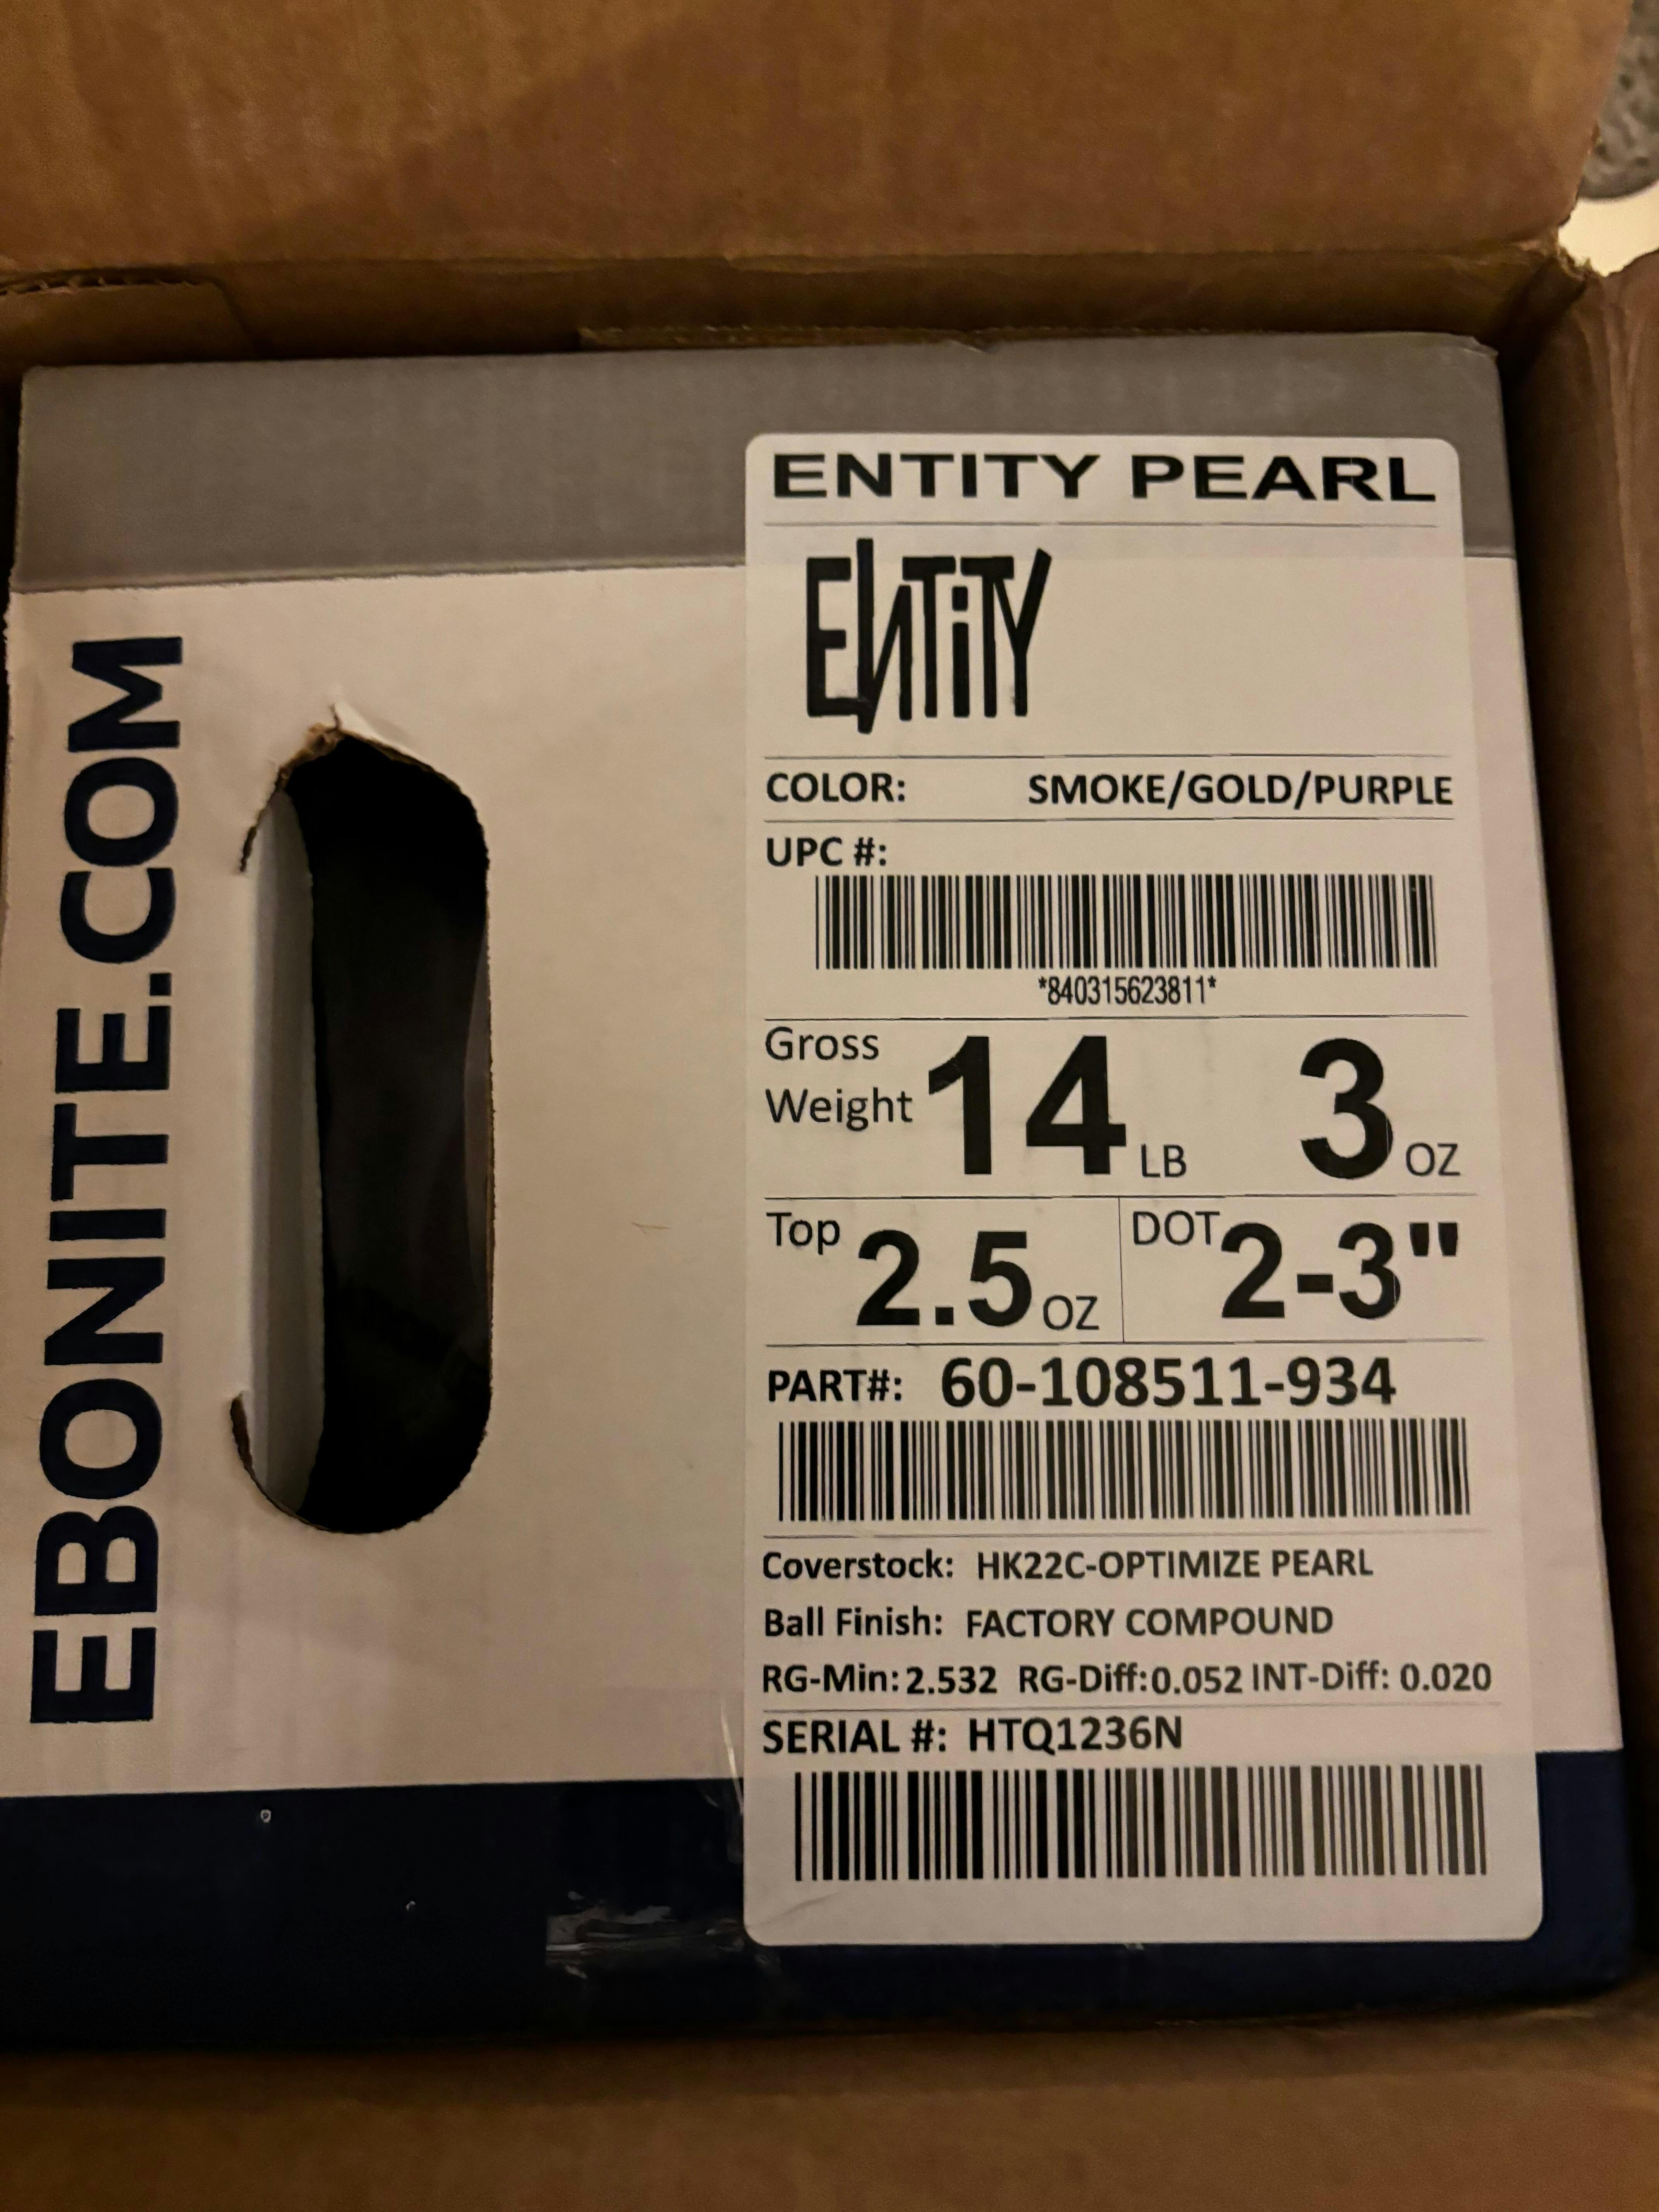 EBONITE.COM
ENTITY PEARL
ENTiTY
COLOR: SMOKE/GOLD/PURPLE
UPC #:
*840315623811*
Gross Weight 14 LB 3 OZ
Top 2.5 OZ DOT 2-3"
PART#: 60-108511-934
Coverstock: HK22C-OPTIMIZE PEARL
Ball Finish: FACTORY COMPOUND
RG-Min: 2.532 RG-Diff: 0.052 INT-Diff: 0.020
SERIAL #: HTQ1236N